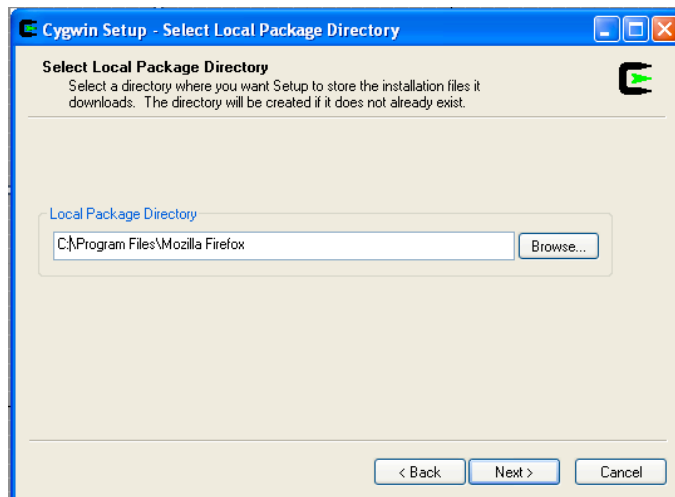 Cygwin Setup - Select Local Package Directory
Select Local Package Directory
Select a directory where you want Setup to store the installation files it
downloads. The directory will be created if it does not already exist.
Local Package Directory
C:\Program Files\Mozilla Firefox
Browse...
< Back
Next >
Cancel